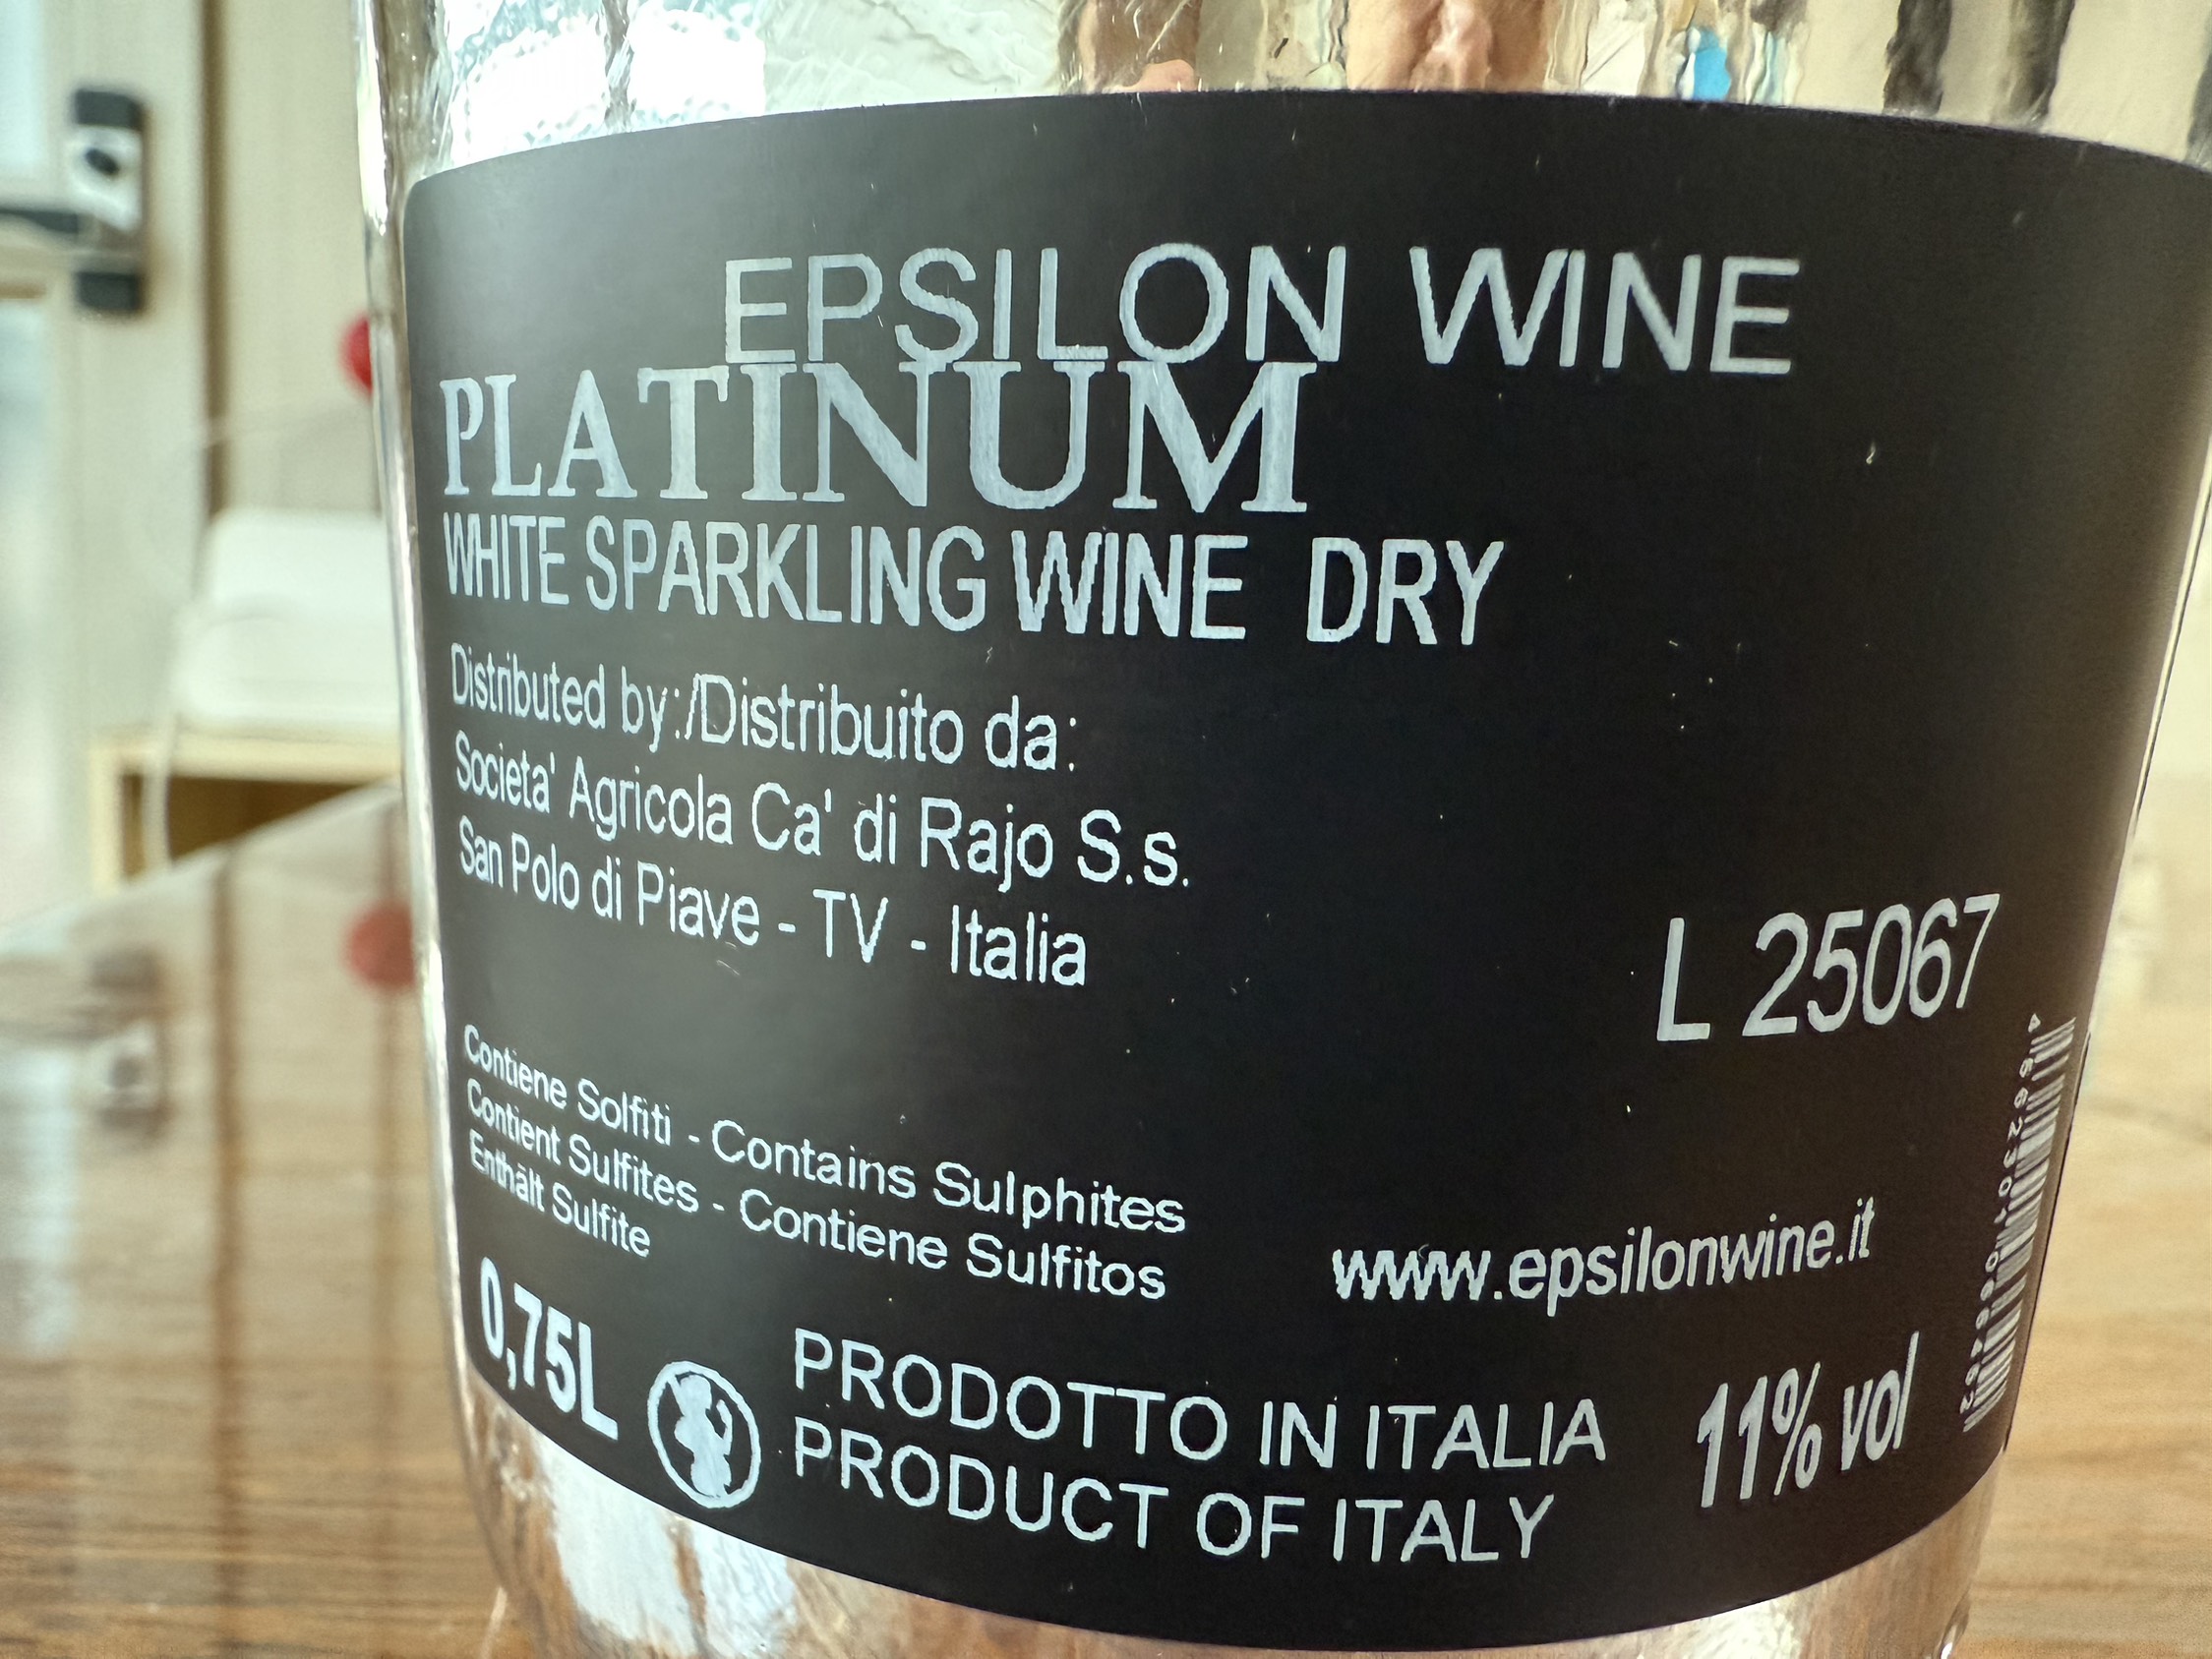 EPSILON WINE
PLATINUM
WHITE SPARKLING WINE DRY
Distributed by:/Distribuito da:
Societa' Agricola Ca' di Rajo S.s.
San Polo di Piave - TV - Italia
L 25067
Contiene Solfiti - Contains Sulphites
Contient Sulfites - Contiene Sulfitos
Enthält Sulfite
www.epsilonwine.it
0,75L
PRODOTTO IN ITALIA
PRODUCT OF ITALY
11% vol